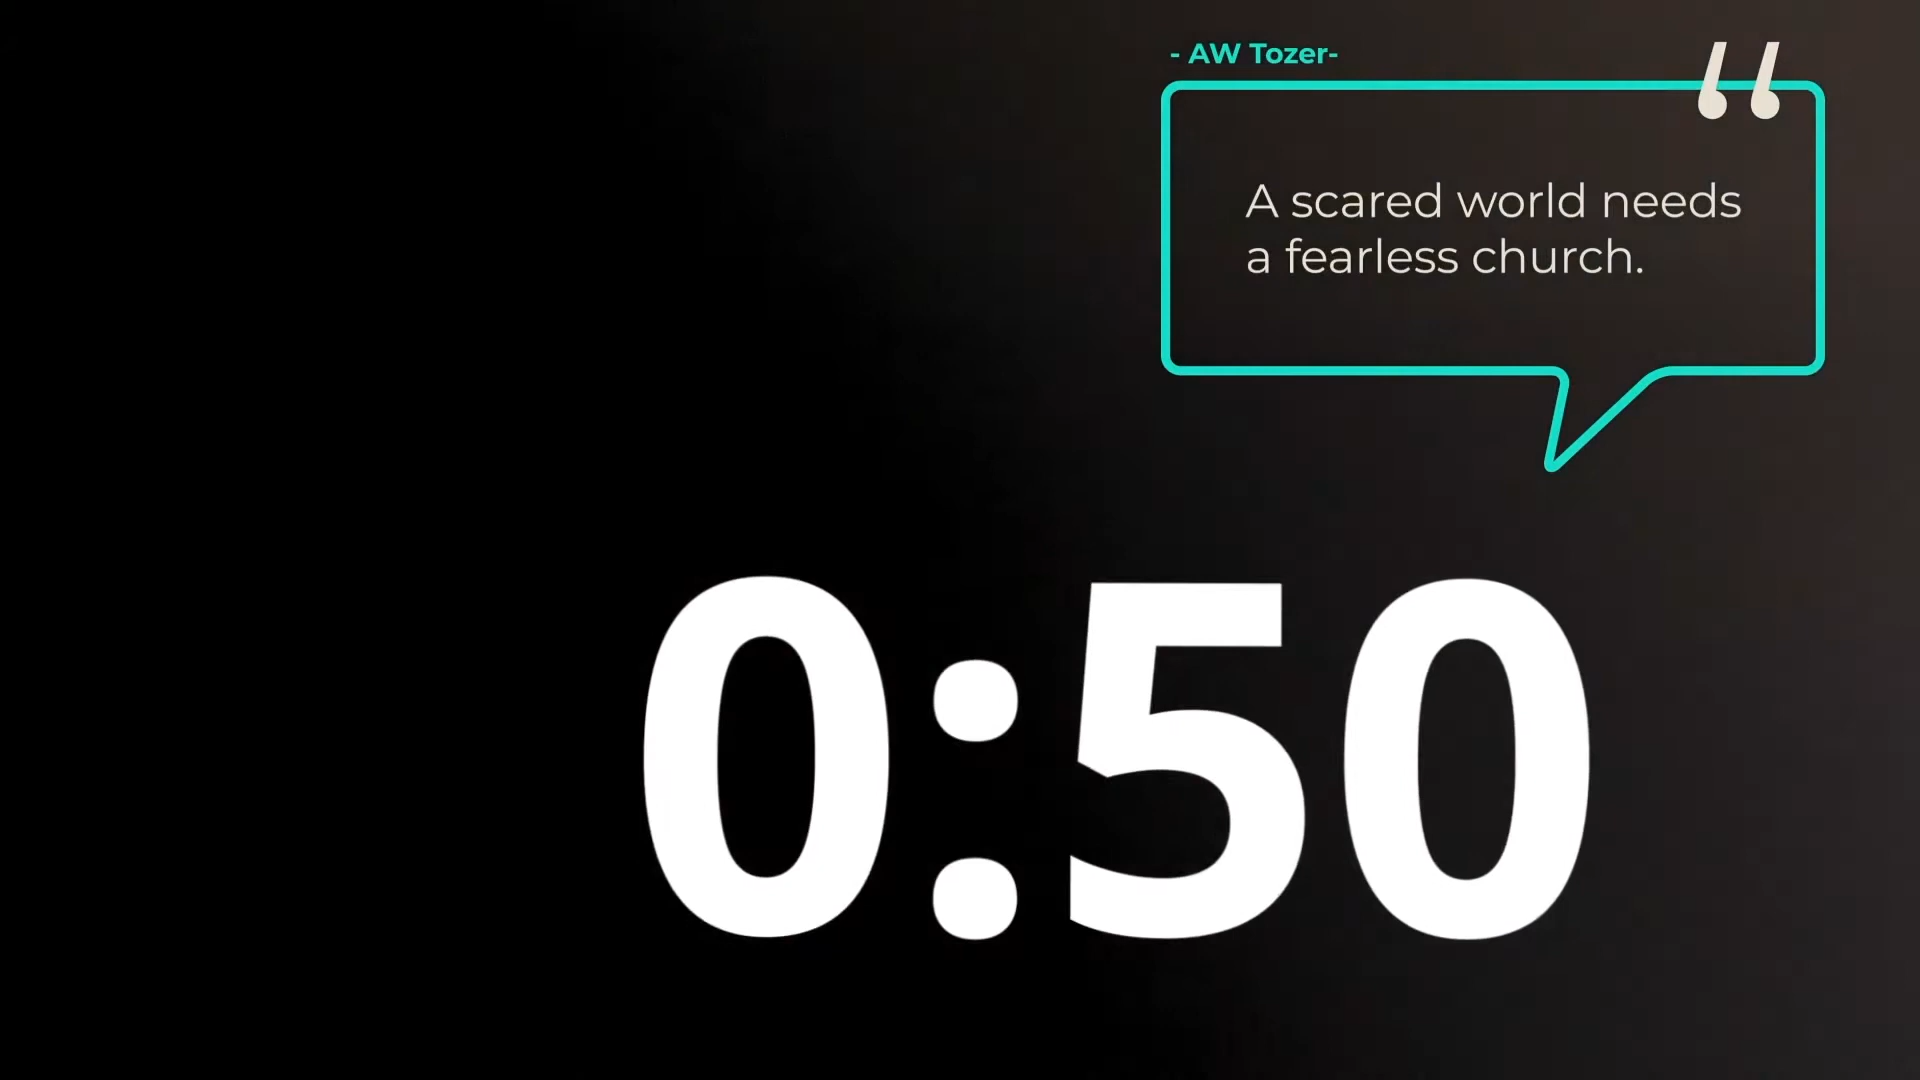 - AW Tozer-
“
A scared world needs
a fearless church.
0:50